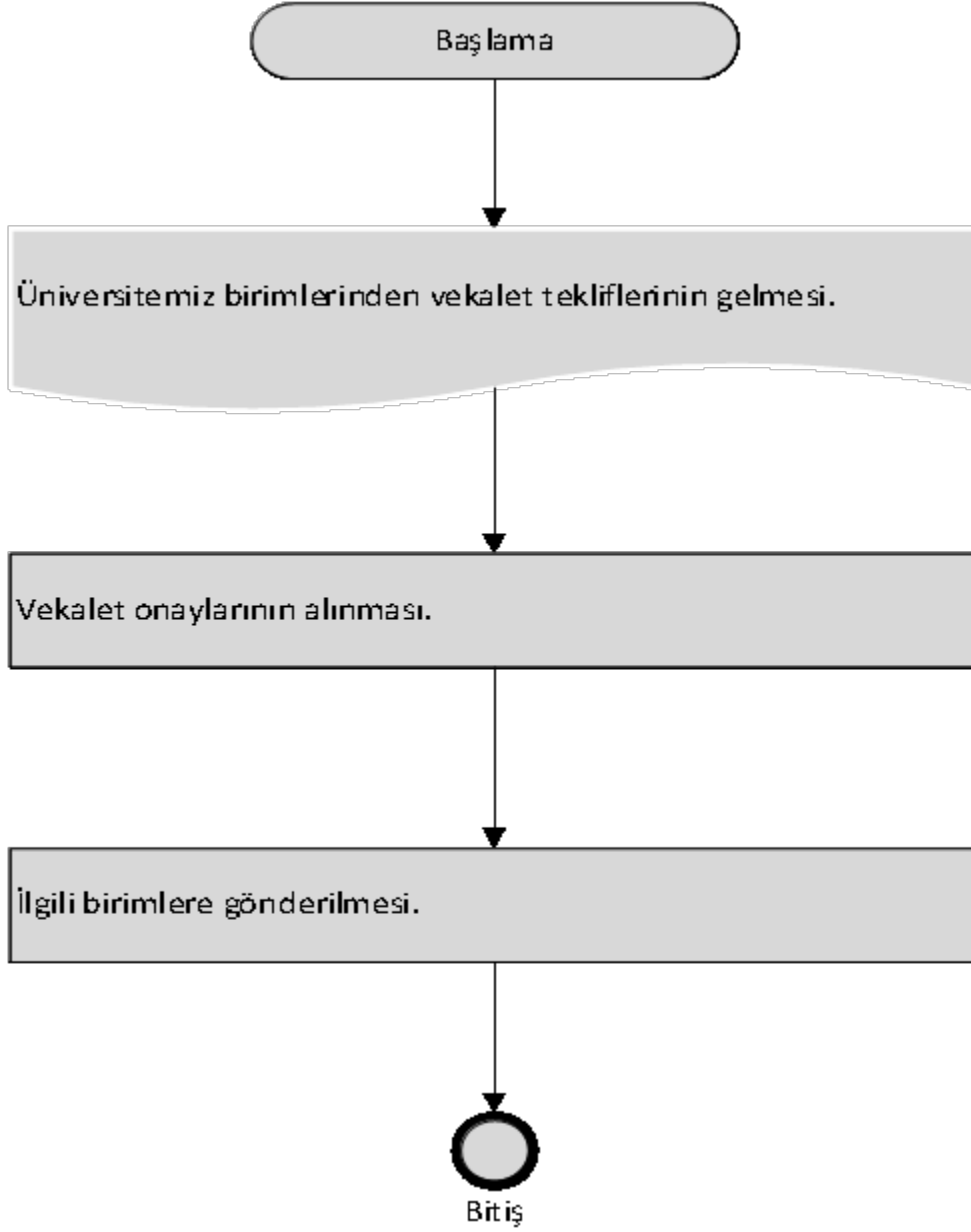 Başlama
Üniversitemiz birimlerinden vekalet tekliflerinin gelmesi.
Vekalet onaylarının alınması.
İlgili birimlere gönderilmesi.
Bitiş